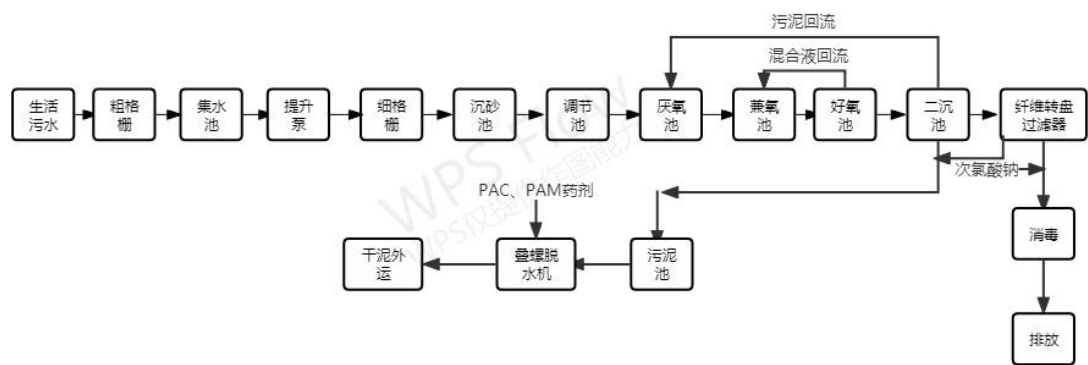 污泥回流
混合液回流
生活
污水
粗格
栅
集水
池
提升
泵
细格
栅
沉砂
池
调节
池
厌氧
池
兼氧
池
好氧
池
二沉
池
纤维转盘
过滤器
次氯酸钠
PAC、PAM药剂
消毒
干泥外
运
叠螺脱
水机
污泥
池
排放
WPS Flow